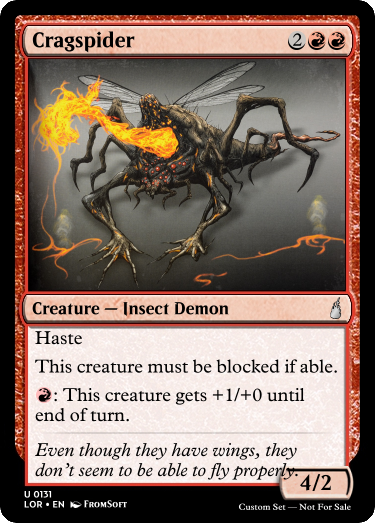 Cragspider 2
Creature — Insect Demon
Haste
This creature must be blocked if able.
: This creature gets +1/+0 until
end of turn.
Even though they have wings, they
don't seem to be able to fly properly.
4/2
U 0131
LOR • EN FROMSOFT
Custom Set — Not For Sale